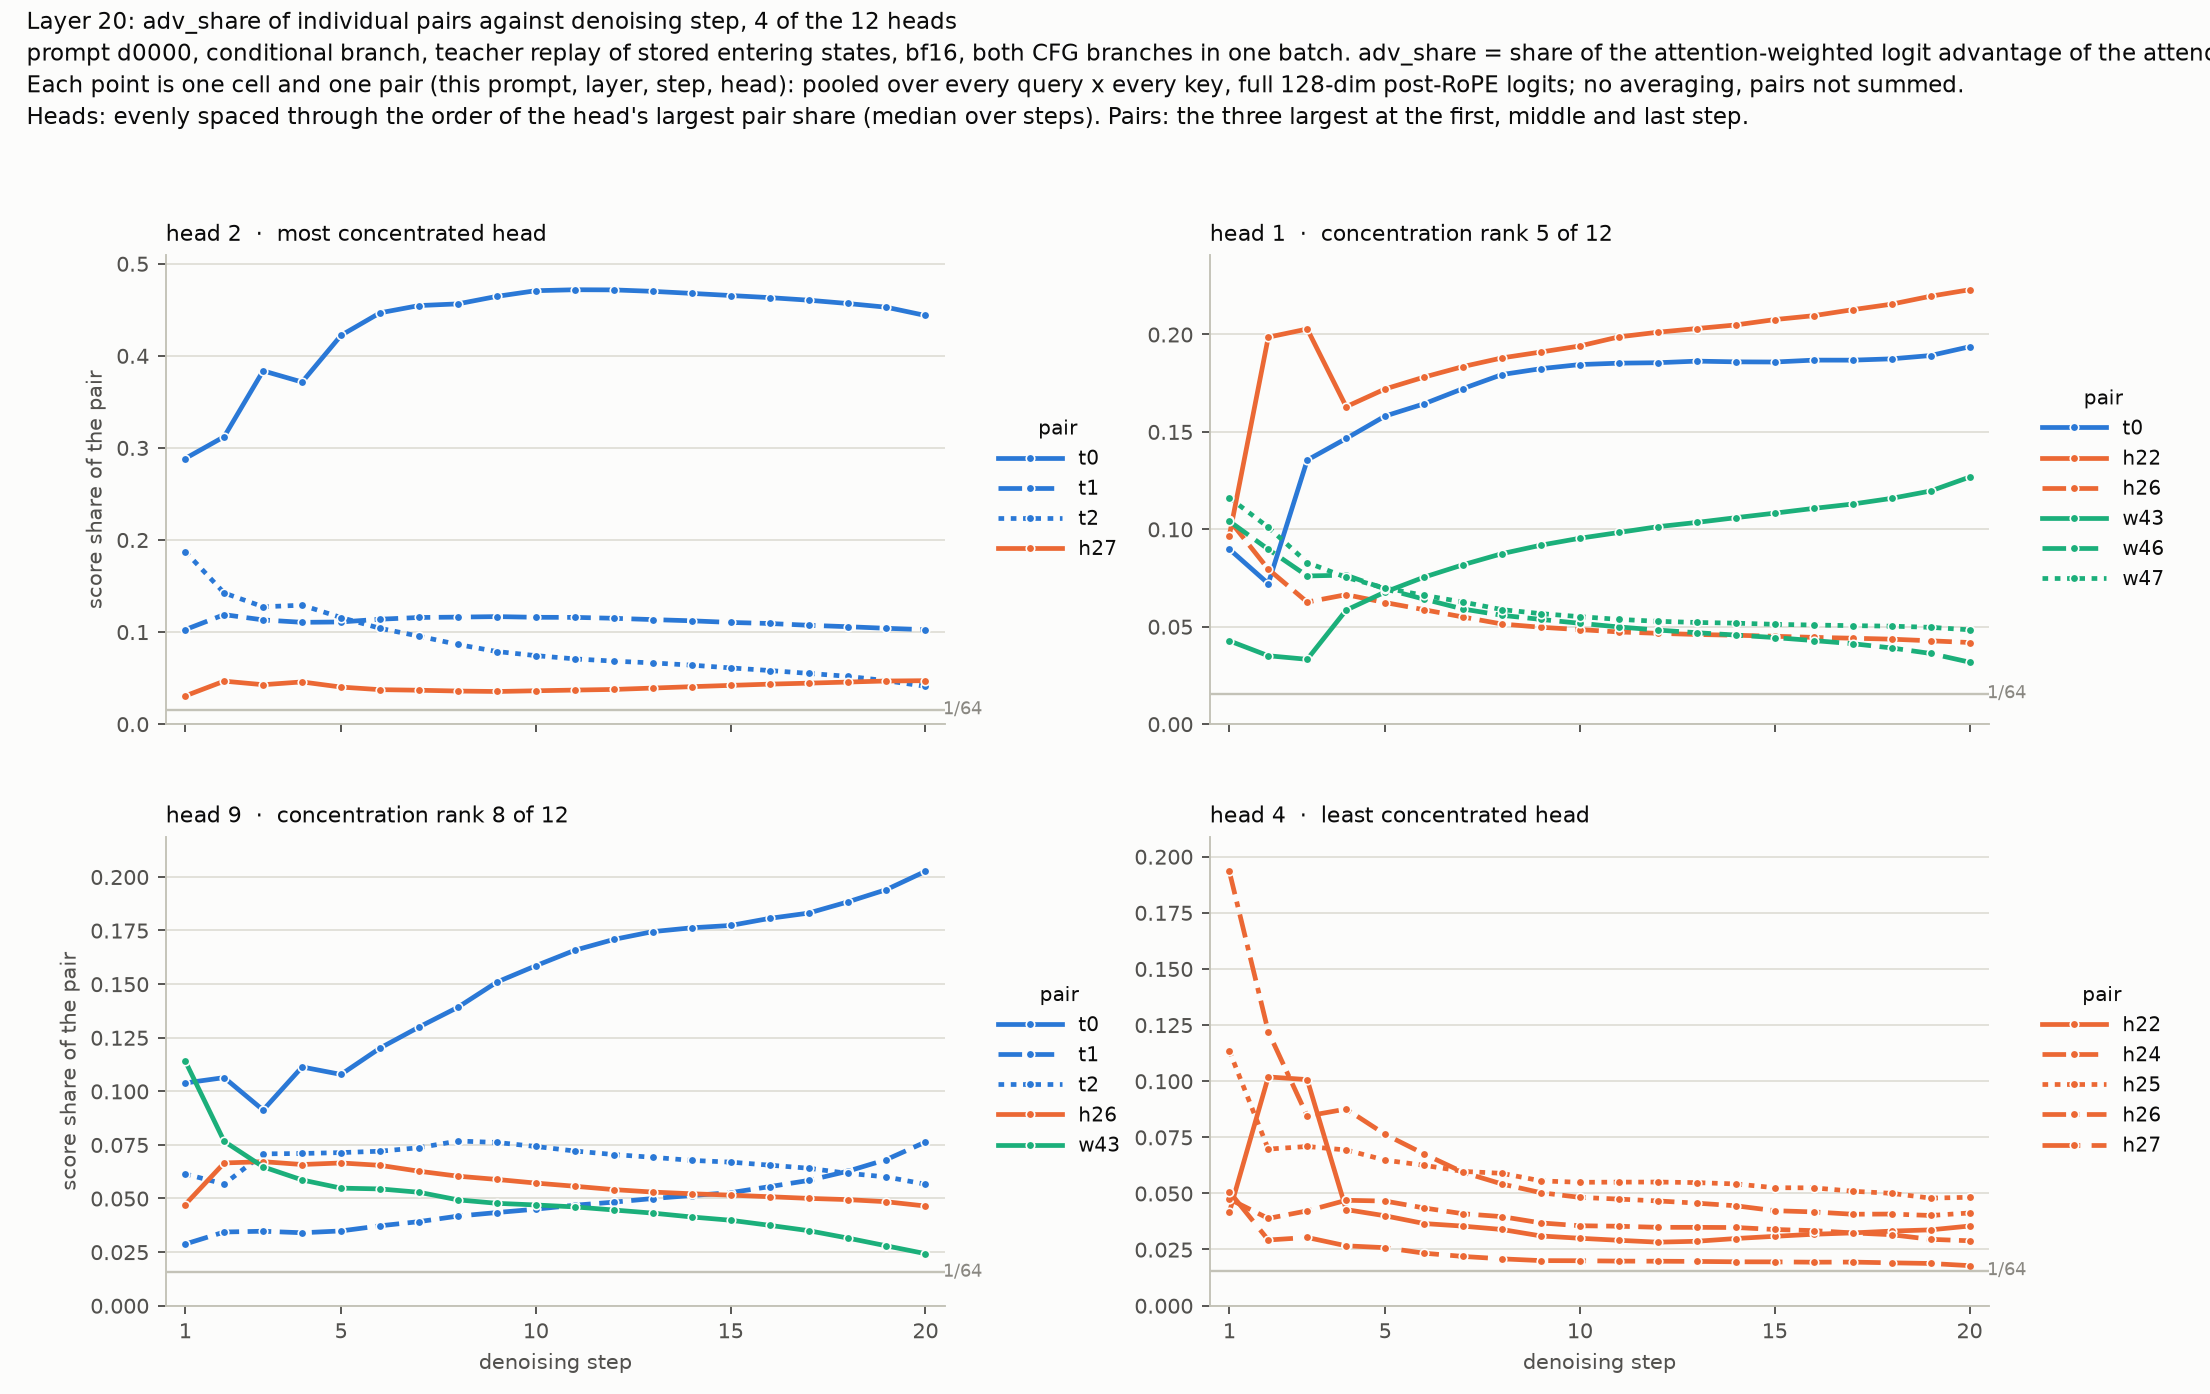 Layer 20: adv_share of individual pairs against denoising step, 4 of the 12 heads
prompt d0000, conditional branch, teacher replay of stored entering states, bf16, both CFG branches in one batch. adv_share = share of the attention-weighted logit advantage of the
Each point is one cell and one pair (this prompt, layer, step, head): pooled over every query x every key, full 128-dim post-RoPE logits; no averaging, pairs not summed.
Heads: evenly spaced through the order of the head's largest pair share (median over steps). Pairs: the three largest at the first, middle and last step.
head 2 · most concentrated head
score share of the pair
0.5
0.4
0.3
0.2
0.1
0.0
1/64
pair
t0
t1
t2
h27
head 1 · concentration rank 5 of 12
0.20
0.15
0.10
0.05
0.00
1/64
pair
t0
h22
h26
w43
w46
w47
head 9 · concentration rank 8 of 12
score share of the pair
0.200
0.175
0.150
0.125
0.100
0.075
0.050
0.025
0.000
1/64
1
5
10
15
20
denoising step
pair
t0
t1
t2
h26
w43
head 4 · least concentrated head
0.200
0.175
0.150
0.125
0.100
0.075
0.050
0.025
0.000
1/64
1
5
10
15
20
denoising step
pair
h22
h24
h25
h26
h27